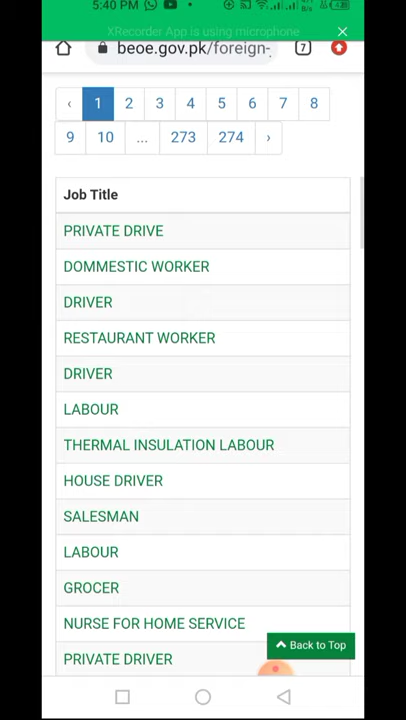 5:40 PM
XRecorder App is using microphone
beoe.gov.pk/foreign-
7
‹ 1 2 3 4 5 6 7 8
9 10 ... 273 274 ›
Job Title
PRIVATE DRIVE
DOMMESTIC WORKER
DRIVER
RESTAURANT WORKER
DRIVER
LABOUR
THERMAL INSULATION LABOUR
HOUSE DRIVER
SALESMAN
LABOUR
GROCER
NURSE FOR HOME SERVICE
Back to Top
PRIVATE DRIVER